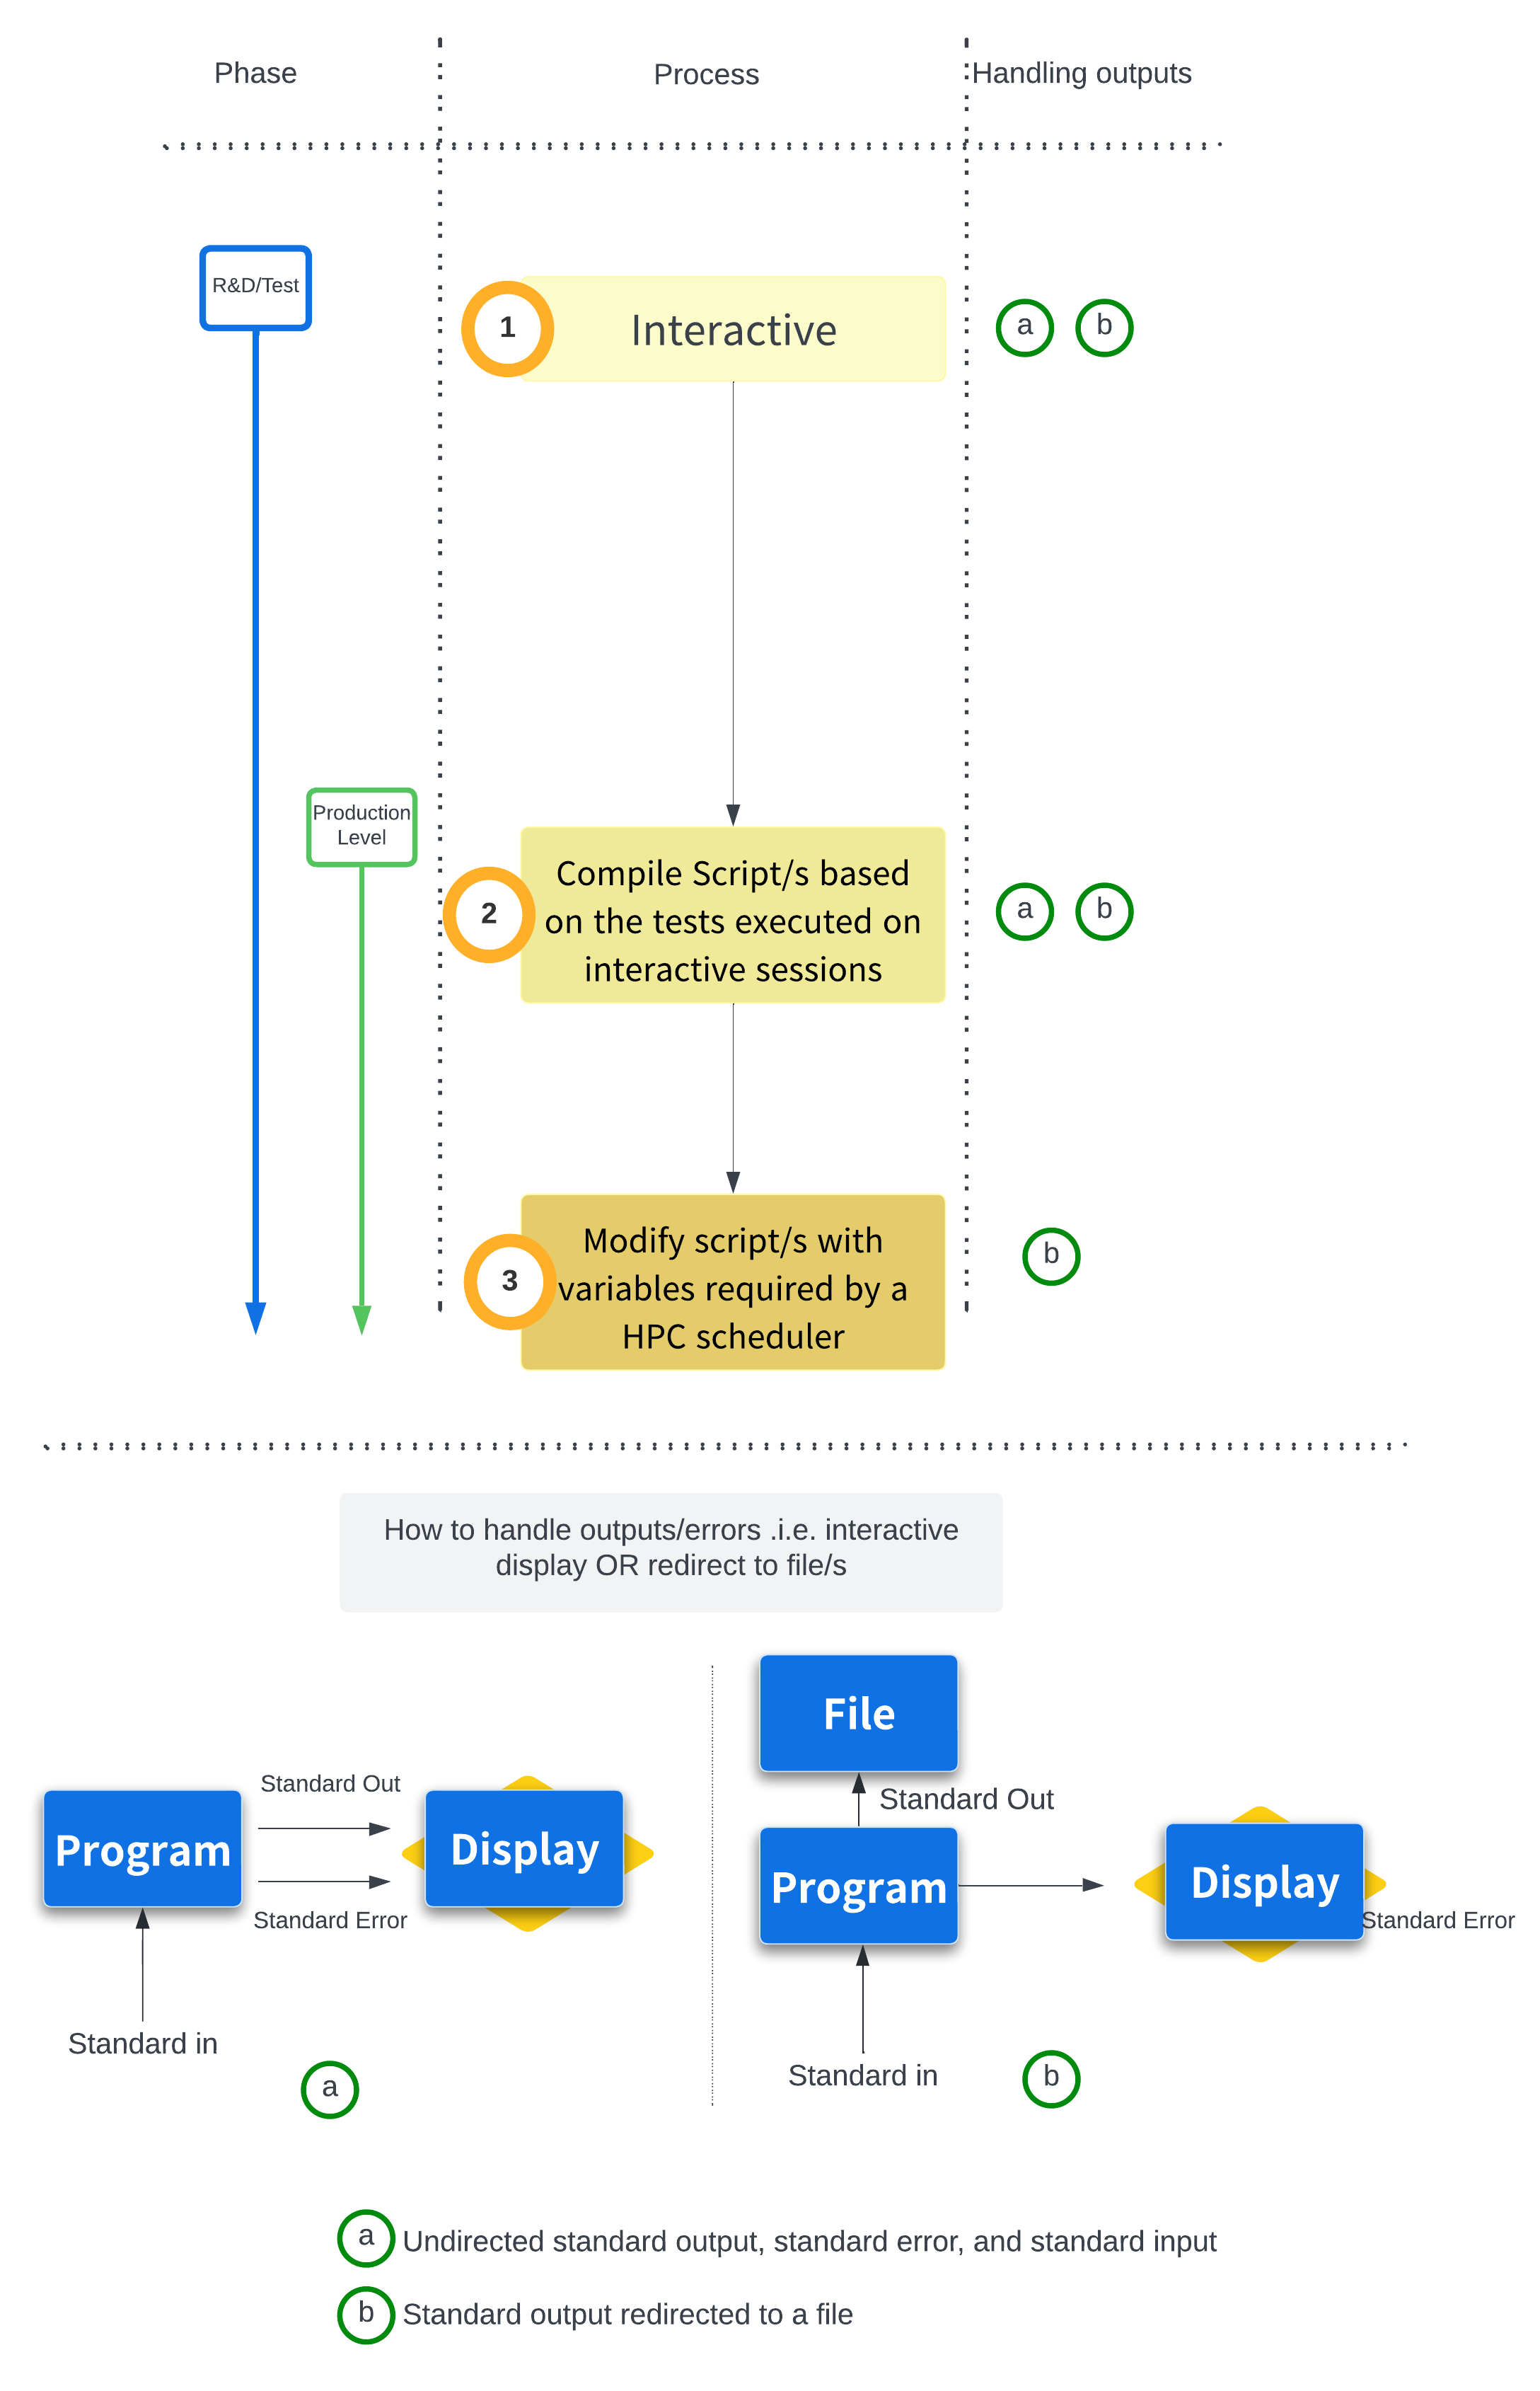 Phase
Process
Handling outputs
R&D/Test
1
Interactive
a
b
Production
Level
2
Compile Script/s based
on the tests executed on
interactive sessions
a
b
3
Modify script/s with
variables required by a
HPC scheduler
b
How to handle outputs/errors .i.e. interactive
display OR redirect to file/s
Program
Standard Out
Standard Error
Display
Standard in
a
File
Standard Out
Program
Display
Standard Error
Standard in
b
a Undirected standard output, standard error, and standard input
b Standard output redirected to a file